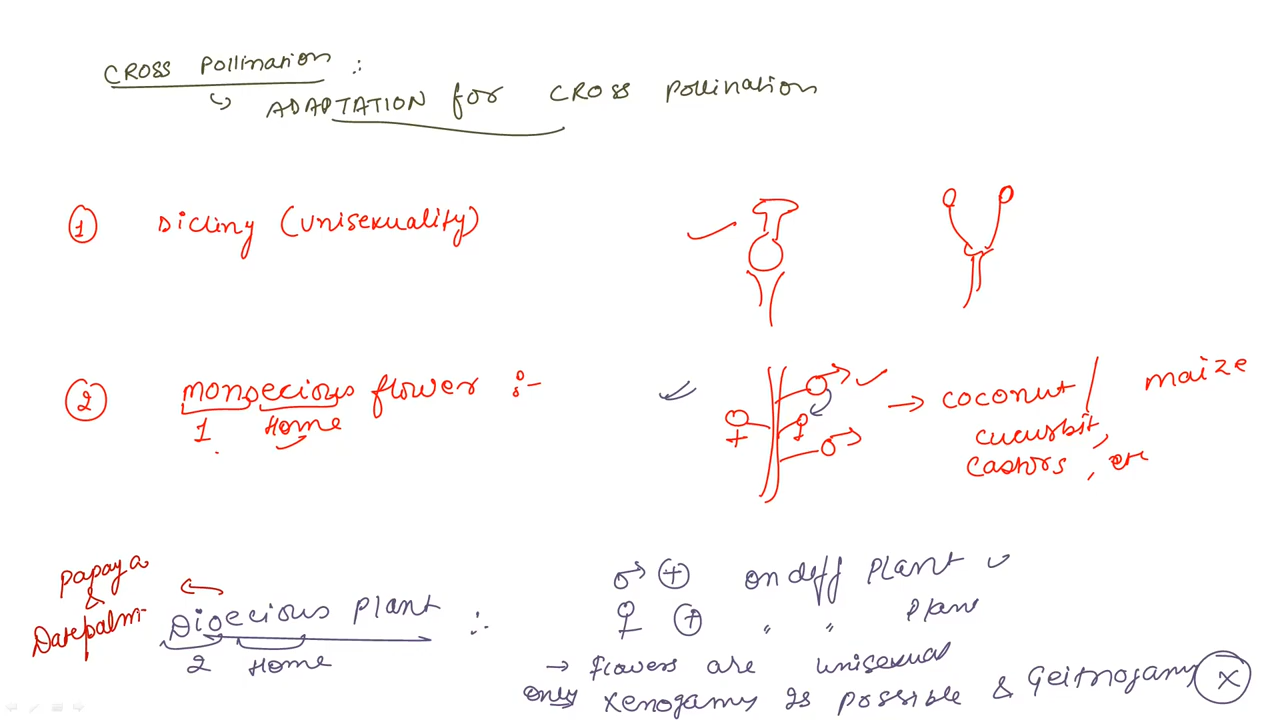 CROSS Pollination :
↳ ADAPTATION for CROSS Pollination
① Dicliny (unisexuality)
② monoecious flower :-
1 Home
→ coconut / maize
cucurbit,
Castors, etc
Papaya
&
Datepalm
← Dioecious plant :
2 Home
♂ (+) on diff PLANT ✓
♀ (+) " " Plant
→ flowers are unisexual
only Xenogamy is possible & Geitnogamy ⓧ